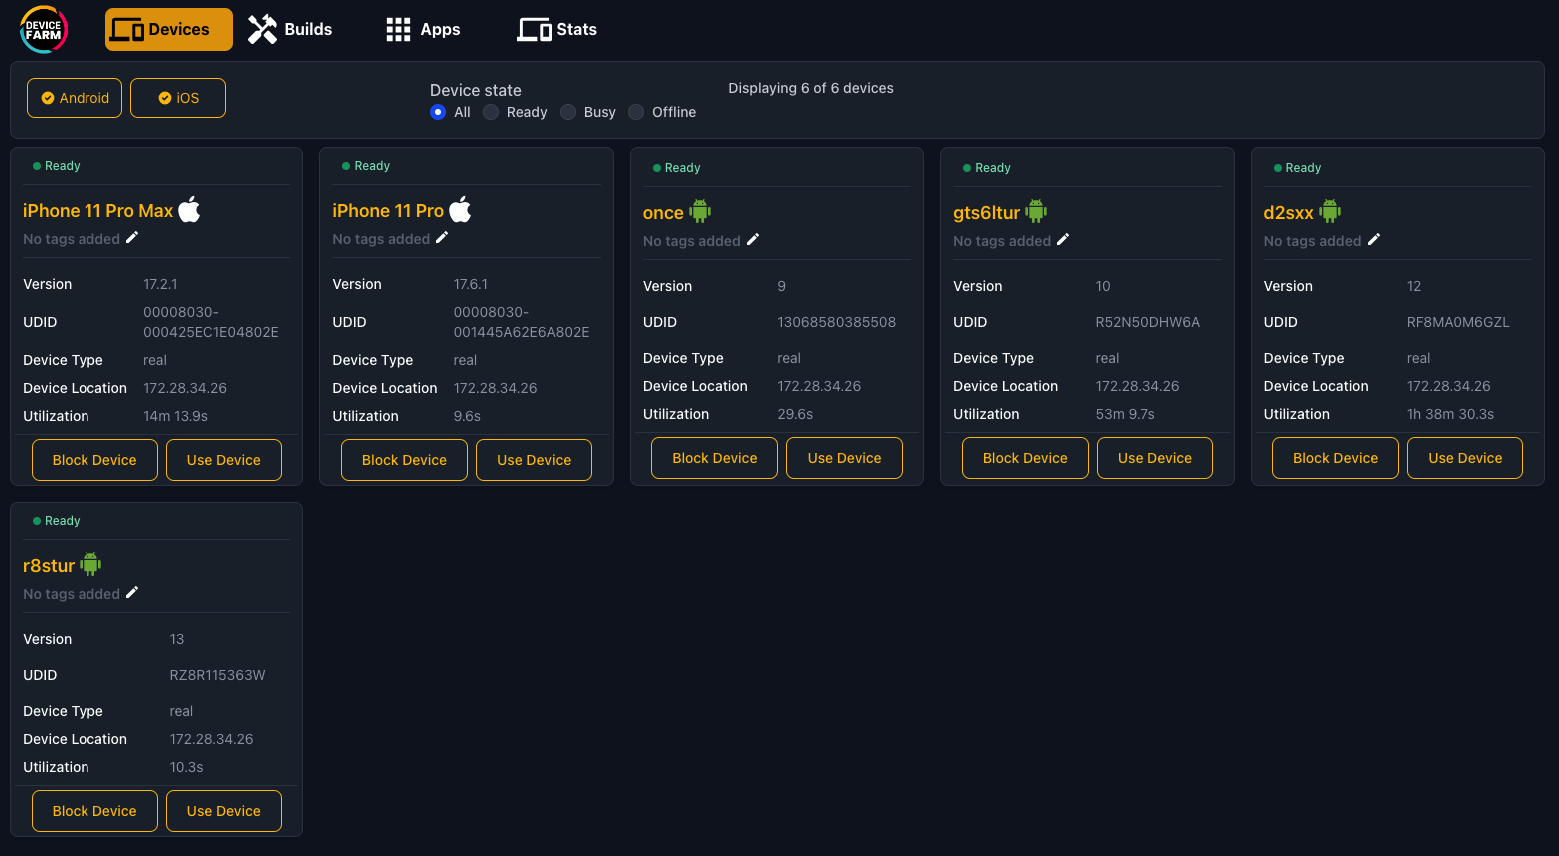 DEVICE
FARM
Devices
Builds
Apps
Stats
Android
iOS
Device state
All
Ready
Busy
Offline
Displaying 6 of 6 devices
Ready
iPhone 11 Pro Max
No tags added
Version 17.2.1
UDID 00008030-
000425EC1E04802E
Device Type real
Device Location 172.28.34.26
Utilization 14m 13.9s
Block Device
Use Device
Ready
iPhone 11 Pro
No tags added
Version 17.6.1
UDID 00008030-
001445A62E6A802E
Device Type real
Device Location 172.28.34.26
Utilization 9.6s
Block Device
Use Device
Ready
once
No tags added
Version 9
UDID 13068580385508
Device Type real
Device Location 172.28.34.26
Utilization 29.6s
Block Device
Use Device
Ready
gts6ltur
No tags added
Version 10
UDID R52N50DHW6A
Device Type real
Device Location 172.28.34.26
Utilization 53m 9.7s
Block Device
Use Device
Ready
d2sxx
No tags added
Version 12
UDID RF8MA0M6GZL
Device Type real
Device Location 172.28.34.26
Utilization 1h 38m 30.3s
Block Device
Use Device
Ready
r8stur
No tags added
Version 13
UDID RZ8R115363W
Device Type real
Device Location 172.28.34.26
Utilization 10.3s
Block Device
Use Device